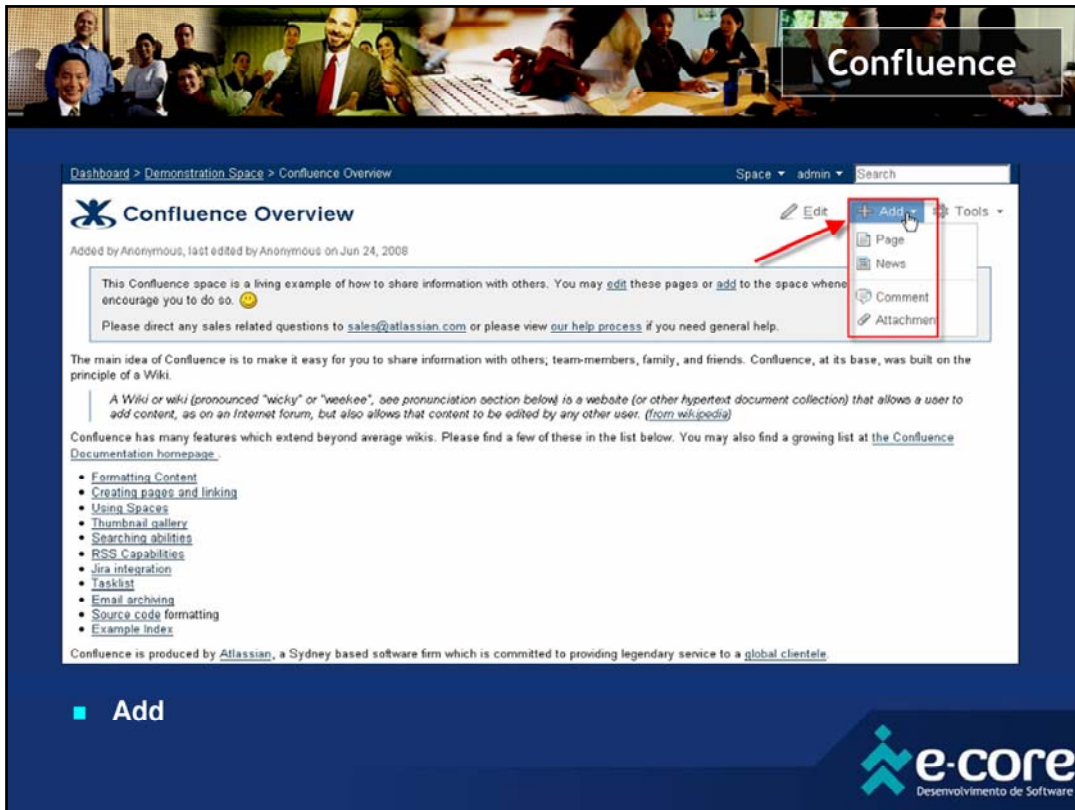 Confluence
Dashboard > Demonstration Space > Confluence Overview
Space admin Search
Confluence Overview
Edit Add Tools
Added by Anonymous, last edited by Anonymous on Jun 24, 2008
Page
News
Comment
Attachmen
This Confluence space is a living example of how to share information with others. You may edit these pages or add to the space whene
encourage you to do so.
Please direct any sales related questions to sales@atlassian.com or please view our help process if you need general help.
The main idea of Confluence is to make it easy for you to share information with others; team-members, family, and friends. Confluence, at its base, was built on the
principle of a Wiki.
A Wiki or wiki (pronounced "wicky" or "weekee", see pronunciation section below) is a website (or other hypertext document collection) that allows a user to
add content, as on an Internet forum, but also allows that content to be edited by any other user. (from wikipedia)
Confluence has many features which extend beyond average wikis. Please find a few of these in the list below. You may also find a growing list at the Confluence
Documentation homepage .
• Formatting Content
• Creating pages and linking
• Using Spaces
• Thumbnail gallery
• Searching abilities
• RSS Capabilities
• Jira integration
• Tasklist
• Email archiving
• Source code formatting
• Example Index
Confluence is produced by Atlassian, a Sydney based software firm which is committed to providing legendary service to a global clientele.
Add
e-core
Desenvolvimento de Software